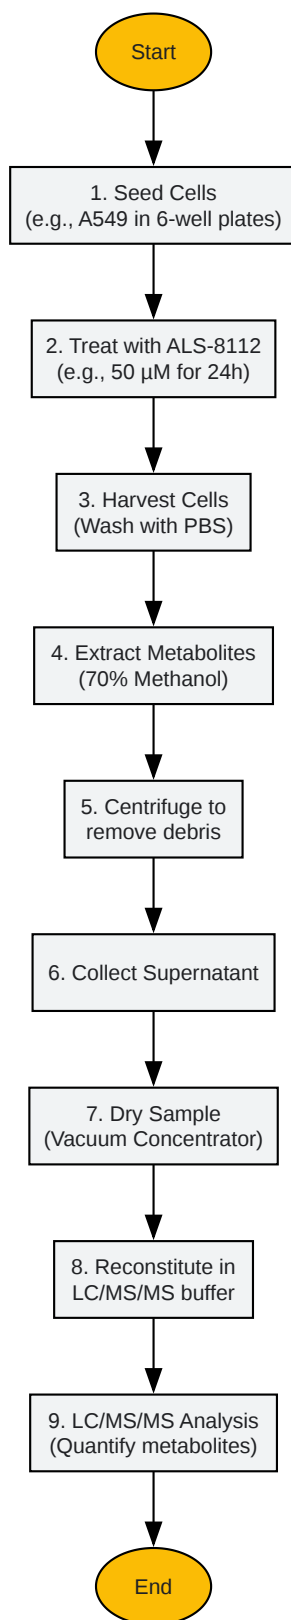 Start
1. Seed Cells
(e.g., A549 in 6-well plates)
2. Treat with ALS-8112
(e.g., 50 µM for 24h)
3. Harvest Cells
(Wash with PBS)
4. Extract Metabolites
(70% Methanol)
5. Centrifuge to
remove debris
6. Collect Supernatant
7. Dry Sample
(Vacuum Concentrator)
8. Reconstitute in
LC/MS/MS buffer
9. LC/MS/MS Analysis
(Quantify metabolites)
End